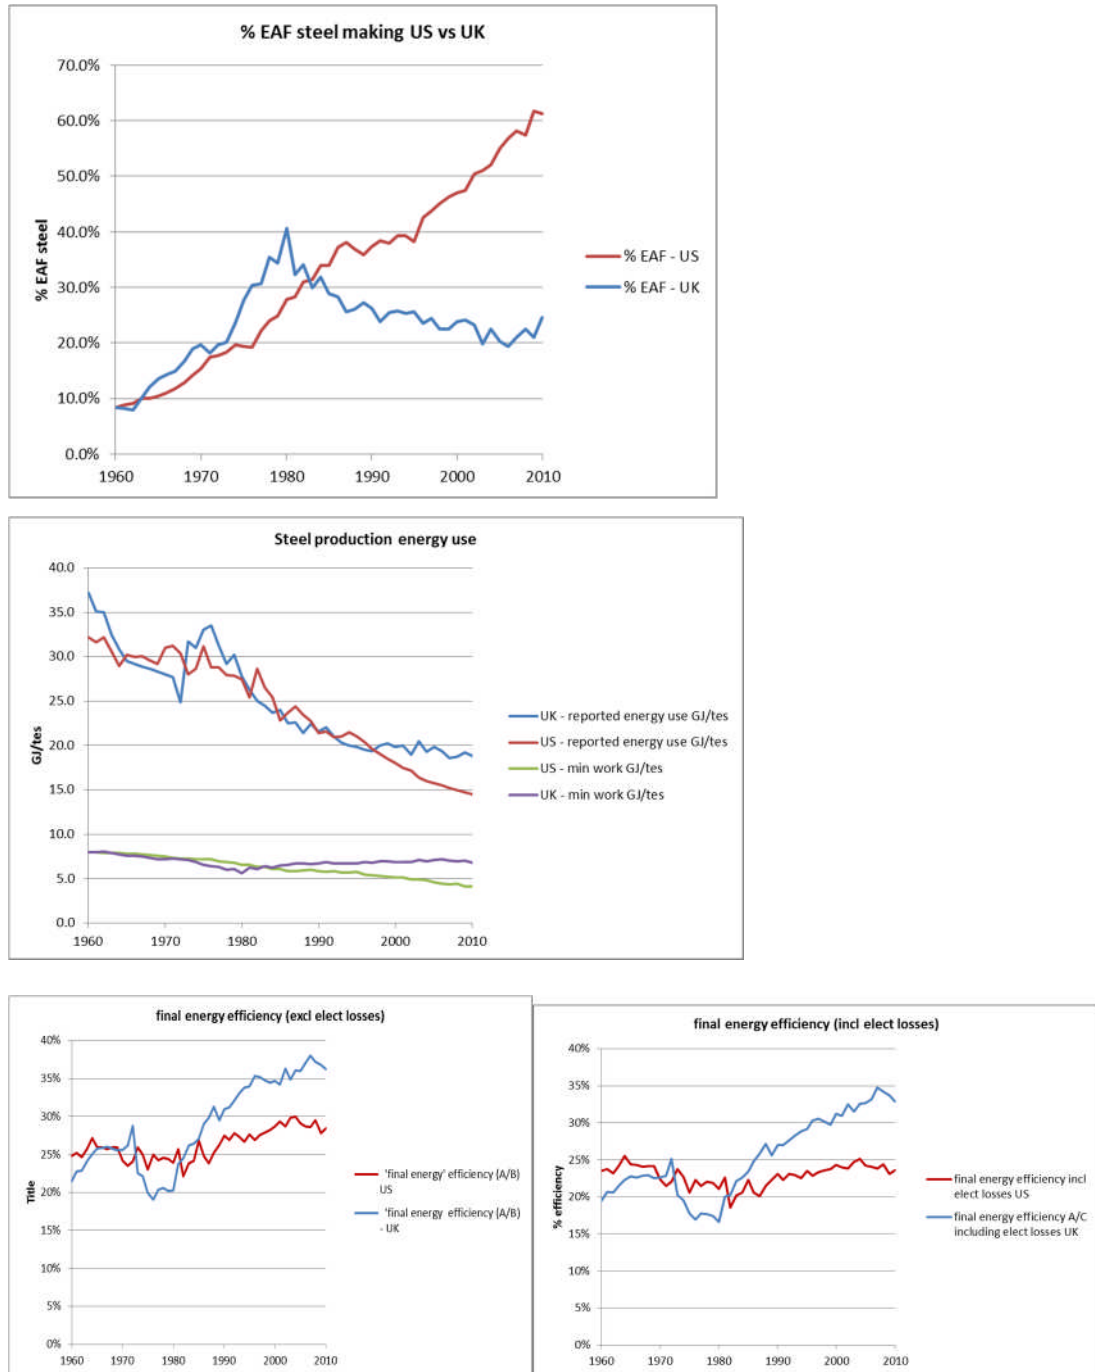 % EAF steel making US vs UK
70.0%
60.0%
50.0%
40.0%
30.0%
20.0%
10.0%
0.0%
% EAF steel
1960 1970 1980 1990 2000 2010
% EAF - US
% EAF - UK
Steel production energy use
40.0
35.0
30.0
25.0
20.0
15.0
10.0
5.0
0.0
GJ/tes
1960 1970 1980 1990 2000 2010
UK - reported energy use GJ/tes
US - reported energy use GJ/tes
US - min work GJ/tes
UK - min work GJ/tes
final energy efficiency (excl elect losses)
40%
35%
30%
25%
20%
15%
10%
5%
0%
Title
1960 1970 1980 1990 2000 2010
'final energy' efficiency (A/B)
US
'final energy efficiency (A/B)
- UK
final energy efficiency (incl elect losses)
40%
35%
30%
25%
20%
15%
10%
5%
0%
% efficiency
1960 1970 1980 1990 2000 2010
final energy efficiency incl
elect losses US
final energy efficiency A/C
including elect losses UK